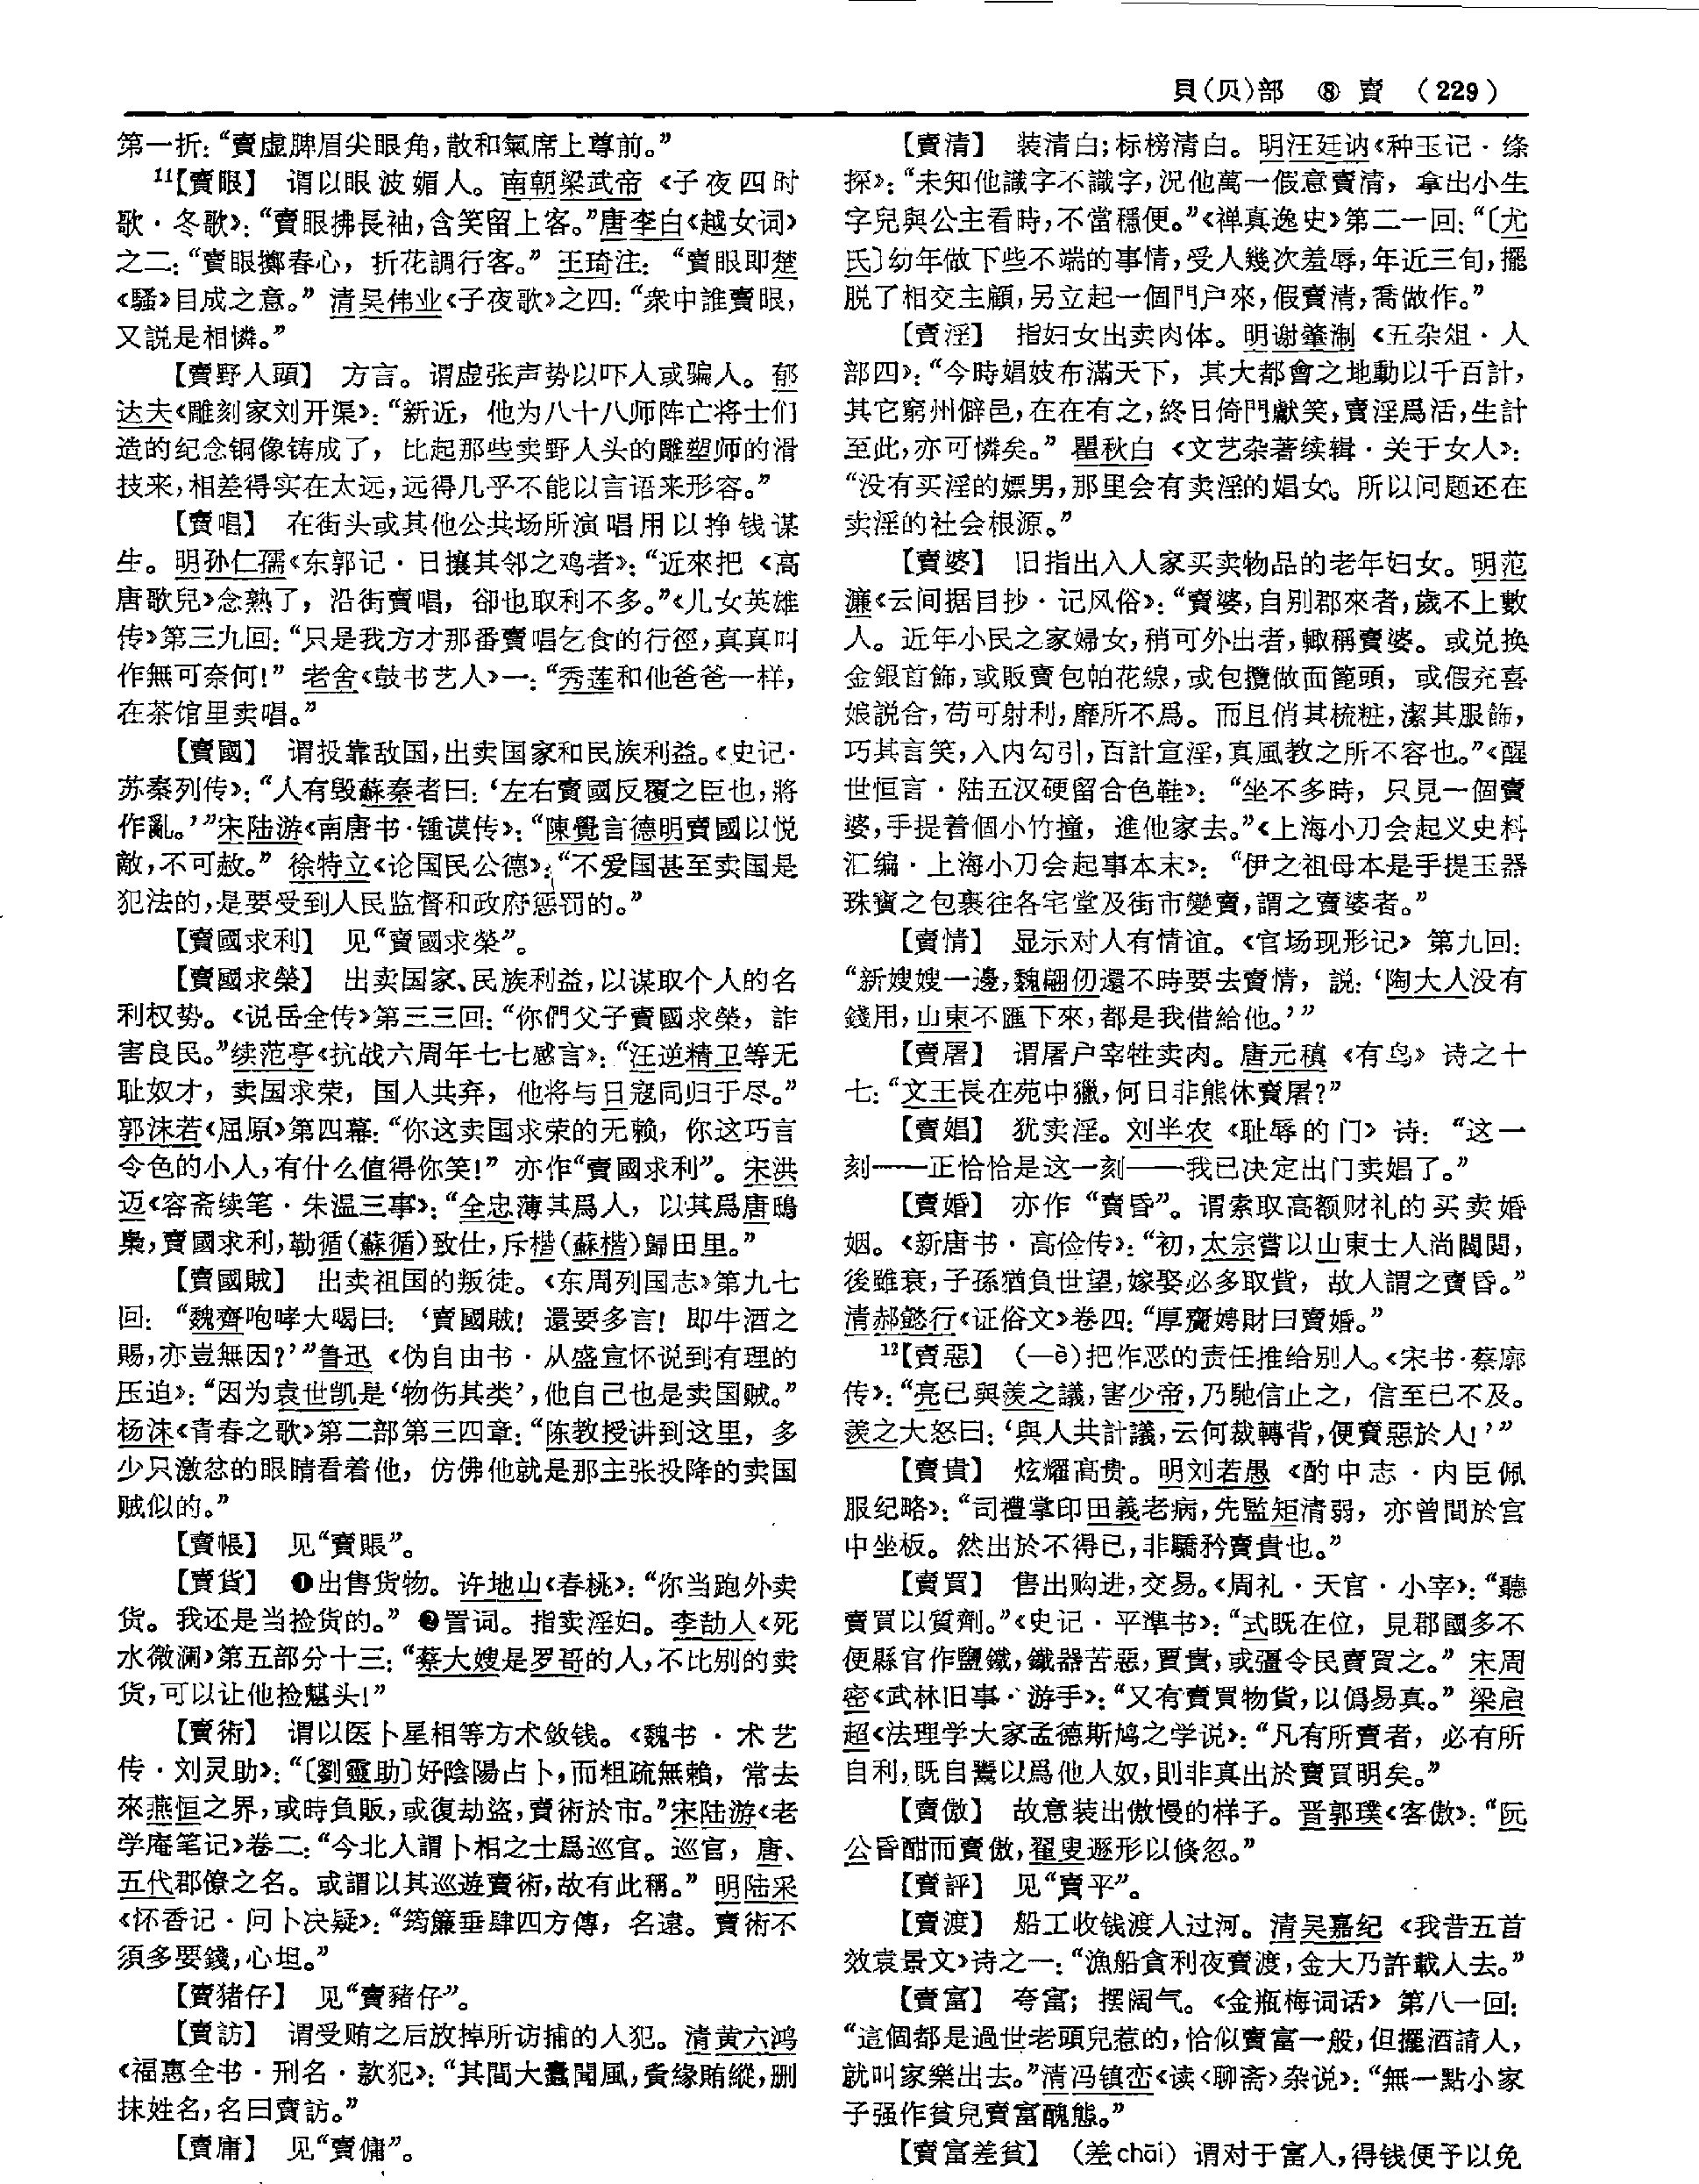 貝(贝)部 ⑧ 賣 (229)
第一折:“賣虚脾眉尖眼角,散和氣席上尊前。”
11【賣眼】 谓以眼波媚人。南朝梁武帝《子夜四时
歌·冬歌》:“賣眼拂長袖,含笑留上客。”唐李白《越女词》
之二:“賣眼擲春心,折花調行客。”王琦注:“賣眼即楚
《騷》目成之意。”清吴伟业《子夜歌》之四:“衆中誰賣眼,
又説是相憐。”
【賣野人頭】 方言。谓虚张声势以吓人或骗人。郁
达夫《雕刻家刘开渠》:“新近,他为八十八师阵亡将士们
造的纪念铜像铸成了,比起那些卖野人头的雕塑师的滑
技来,相差得实在太远,远得几乎不能以言语来形容。”
【賣唱】 在街头或其他公共场所演唱用以挣钱谋
生。明孙仁孺《东郭记·日攘其邻之鸡者》:“近來把《高
唐歌兒》念熟了,沿街賣唱,卻也取利不多。”《儿女英雄
传》第三九回:“只是我方才那番賣唱乞食的行徑,真真叫
作無可奈何!”老舍《鼓书艺人》一:“秀莲和他爸爸一样,
在茶馆里卖唱。”
【賣國】 谓投靠敌国,出卖国家和民族利益。《史记·
苏秦列传》:“人有毁蘇秦者曰:‘左右賣國反覆之臣也,將
作亂。’”宋陆游《南唐书·锺谟传》:“陳覺言德明賣國以悦
敵,不可赦。”徐特立《论国民公德》:“不爱国甚至卖国是
犯法的,是要受到人民监督和政府惩罚的。”
【賣國求利】 见“賣國求榮”。
【賣國求榮】 出卖国家、民族利益,以谋取个人的名
利权势。《说岳全传》第三三回:“你們父子賣國求榮,詐
害良民。”续范亭《抗战六周年七七感言》:“汪逆精卫等无
耻奴才,卖国求荣,国人共弃,他将与日寇同归于尽。”
郭沫若《屈原》第四幕:“你这卖国求荣的无赖,你这巧言
令色的小人,有什么值得你笑!”亦作“賣國求利”。宋洪
迈《容斋续笔·朱温三事》:“全忠薄其爲人,以其爲唐鴟
梟,賣國求利,勒循(蘇循)致仕,斥楷(蘇楷)歸田里。”
【賣國賊】 出卖祖国的叛徒。《东周列国志》第九七
回:“魏齊咆哮大喝曰:‘賣國賊!還要多言!即牛酒之
賜,亦豈無因?’”鲁迅《伪自由书·从盛宣怀说到有理的
压迫》:“因为袁世凯是‘物伤其类’,他自己也是卖国贼。”
杨沫《青春之歌》第二部第三四章:“陈教授讲到这里,多
少只激忿的眼睛看着他,仿佛他就是那主张投降的卖国
贼似的。”
【賣帳】 见“賣賬”。
【賣貨】 ❶出售货物。许地山《春桃》:“你当跑外卖
货。我还是当捡货的。”❷詈词。指卖淫妇。李劼人《死
水微澜》第五部分十三:“蔡大嫂是罗哥的人,不比别的卖
货,可以让他捡魌头!”
【賣術】 谓以医卜星相等方术敛钱。《魏书·术艺
传·刘灵助》:“〔劉靈助〕好陰陽占卜,而粗疏無賴,常去
來燕恒之界,或時負販,或復劫盜,賣術於市。”宋陆游《老
学庵笔记》卷二:“今北人謂卜相之士爲巡官。巡官,唐、
五代郡僚之名。或謂以其巡遊賣術,故有此稱。”明陆采
《怀香记·问卜决疑》:“筠簾垂肆四方傳,名逮。賣術不
須多要錢,心坦。”
【賣猪仔】 见“賣豬仔”。
【賣訪】 谓受贿之后放掉所访捕的人犯。清黄六鸿
《福惠全书·刑名·款犯》:“其間大蠹聞風,夤緣賄縱,删
抹姓名,名曰賣訪。”
【賣庸】 见“賣傭”。
【賣清】 装清白;标榜清白。明汪廷讷《种玉记·绦
探》:“未知他識字不識字,況他萬一假意賣清,拿出小生
字兒與公主看時,不當穩便。”《禅真逸史》第二一回:“〔尤
氏〕幼年做下些不端的事情,受人幾次羞辱,年近三旬,擺
脱了相交主顧,另立起一個門户來,假賣清,喬做作。”
【賣淫】 指妇女出卖肉体。明谢肇淛《五杂俎·人
部四》:“今時娼妓布滿天下,其大都會之地動以千百計,
其它窮州僻邑,在在有之,終日倚門獻笑,賣淫爲活,生計
至此,亦可憐矣。”瞿秋白《文艺杂著续辑·关于女人》:
“没有买淫的嫖男,那里会有卖淫的娼女。所以问题还在
卖淫的社会根源。”
【賣婆】 旧指出入人家买卖物品的老年妇女。明范
濂《云间据目抄·记风俗》:“賣婆,自别郡來者,歲不上數
人。近年小民之家婦女,稍可外出者,輒稱賣婆。或兑换
金銀首飾,或販賣包帕花線,或包攬做面篦頭,或假充喜
娘説合,苟可射利,靡所不爲。而且俏其梳粧,潔其服飾,
巧其言笑,入内勾引,百計宣淫,真風教之所不容也。”《醒
世恒言·陆五汉硬留合色鞋》:“坐不多時,只見一個賣
婆,手提着個小竹撞,進他家去。”《上海小刀会起义史料
汇编·上海小刀会起事本末》:“伊之祖母本是手提玉器
珠寶之包裹往各宅堂及街市變賣,謂之賣婆者。”
【賣情】 显示对人有情谊。《官场现形记》第九回:
“新嫂嫂一邊,魏翩仞還不時要去賣情,説:‘陶大人没有
錢用,山東不匯下來,都是我借給他。’”
【賣屠】 谓屠户宰牲卖肉。唐元稹《有鸟》诗之十
七:“文王長在苑中獵,何日非熊休賣屠?”
【賣娼】 犹卖淫。刘半农《耻辱的门》诗:“这一
刻——正恰恰是这一刻——我已决定出门卖娼了。”
【賣婚】 亦作“賣昏”。谓索取高额财礼的买卖婚
姻。《新唐书·高俭传》:“初,太宗嘗以山東士人尚閥閲,
後雖衰,子孫猶負世望,嫁娶必多取貲,故人謂之賣昏。”
清郝懿行《证俗文》卷四:“厚齎娉財曰賣婚。”
12【賣惡】 (—è)把作恶的责任推给别人。《宋书·蔡廓
传》:“亮已與羨之議,害少帝,乃馳信止之,信至已不及。
羨之大怒曰:‘與人共計議,云何裁轉背,便賣惡於人!’”
【賣貴】 炫耀高贵。明刘若愚《酌中志·内臣佩
服纪略》:“司禮掌印田義老病,先監矩清弱,亦曾間於宫
中坐板。然出於不得已,非驕矜賣貴也。”
【賣買】 售出购进,交易。《周礼·天官·小宰》:“聽
賣買以質劑。”《史记·平準书》:“式既在位,見郡國多不
便縣官作鹽鐵,鐵器苦惡,賈貴,或彊令民賣買之。”宋周
密《武林旧事·游手》:“又有賣買物貨,以僞易真。”梁启
超《法理学大家孟德斯鸠之学说》:“凡有所賣者,必有所
自利,既自鬻以爲他人奴,則非真出於賣買明矣。”
【賣傲】 故意装出傲慢的样子。晋郭璞《客傲》:“阮
公昏酣而賣傲,翟叟遯形以倏忽。”
【賣評】 见“賣平”。
【賣渡】 船工收钱渡人过河。清吴嘉纪《我昔五首
效袁景文》诗之一:“漁船貪利夜賣渡,金大乃許載人去。”
【賣富】 夸富;摆阔气。《金瓶梅词话》第八一回:
“這個都是過世老頭兒惹的,恰似賣富一般,但擺酒請人,
就叫家樂出去。”清冯镇峦《读〈聊斋〉杂说》:“無一點小家
子强作貧兒賣富醜態。”
【賣富差貧】 (差chāi)谓对于富人,得钱便予以免